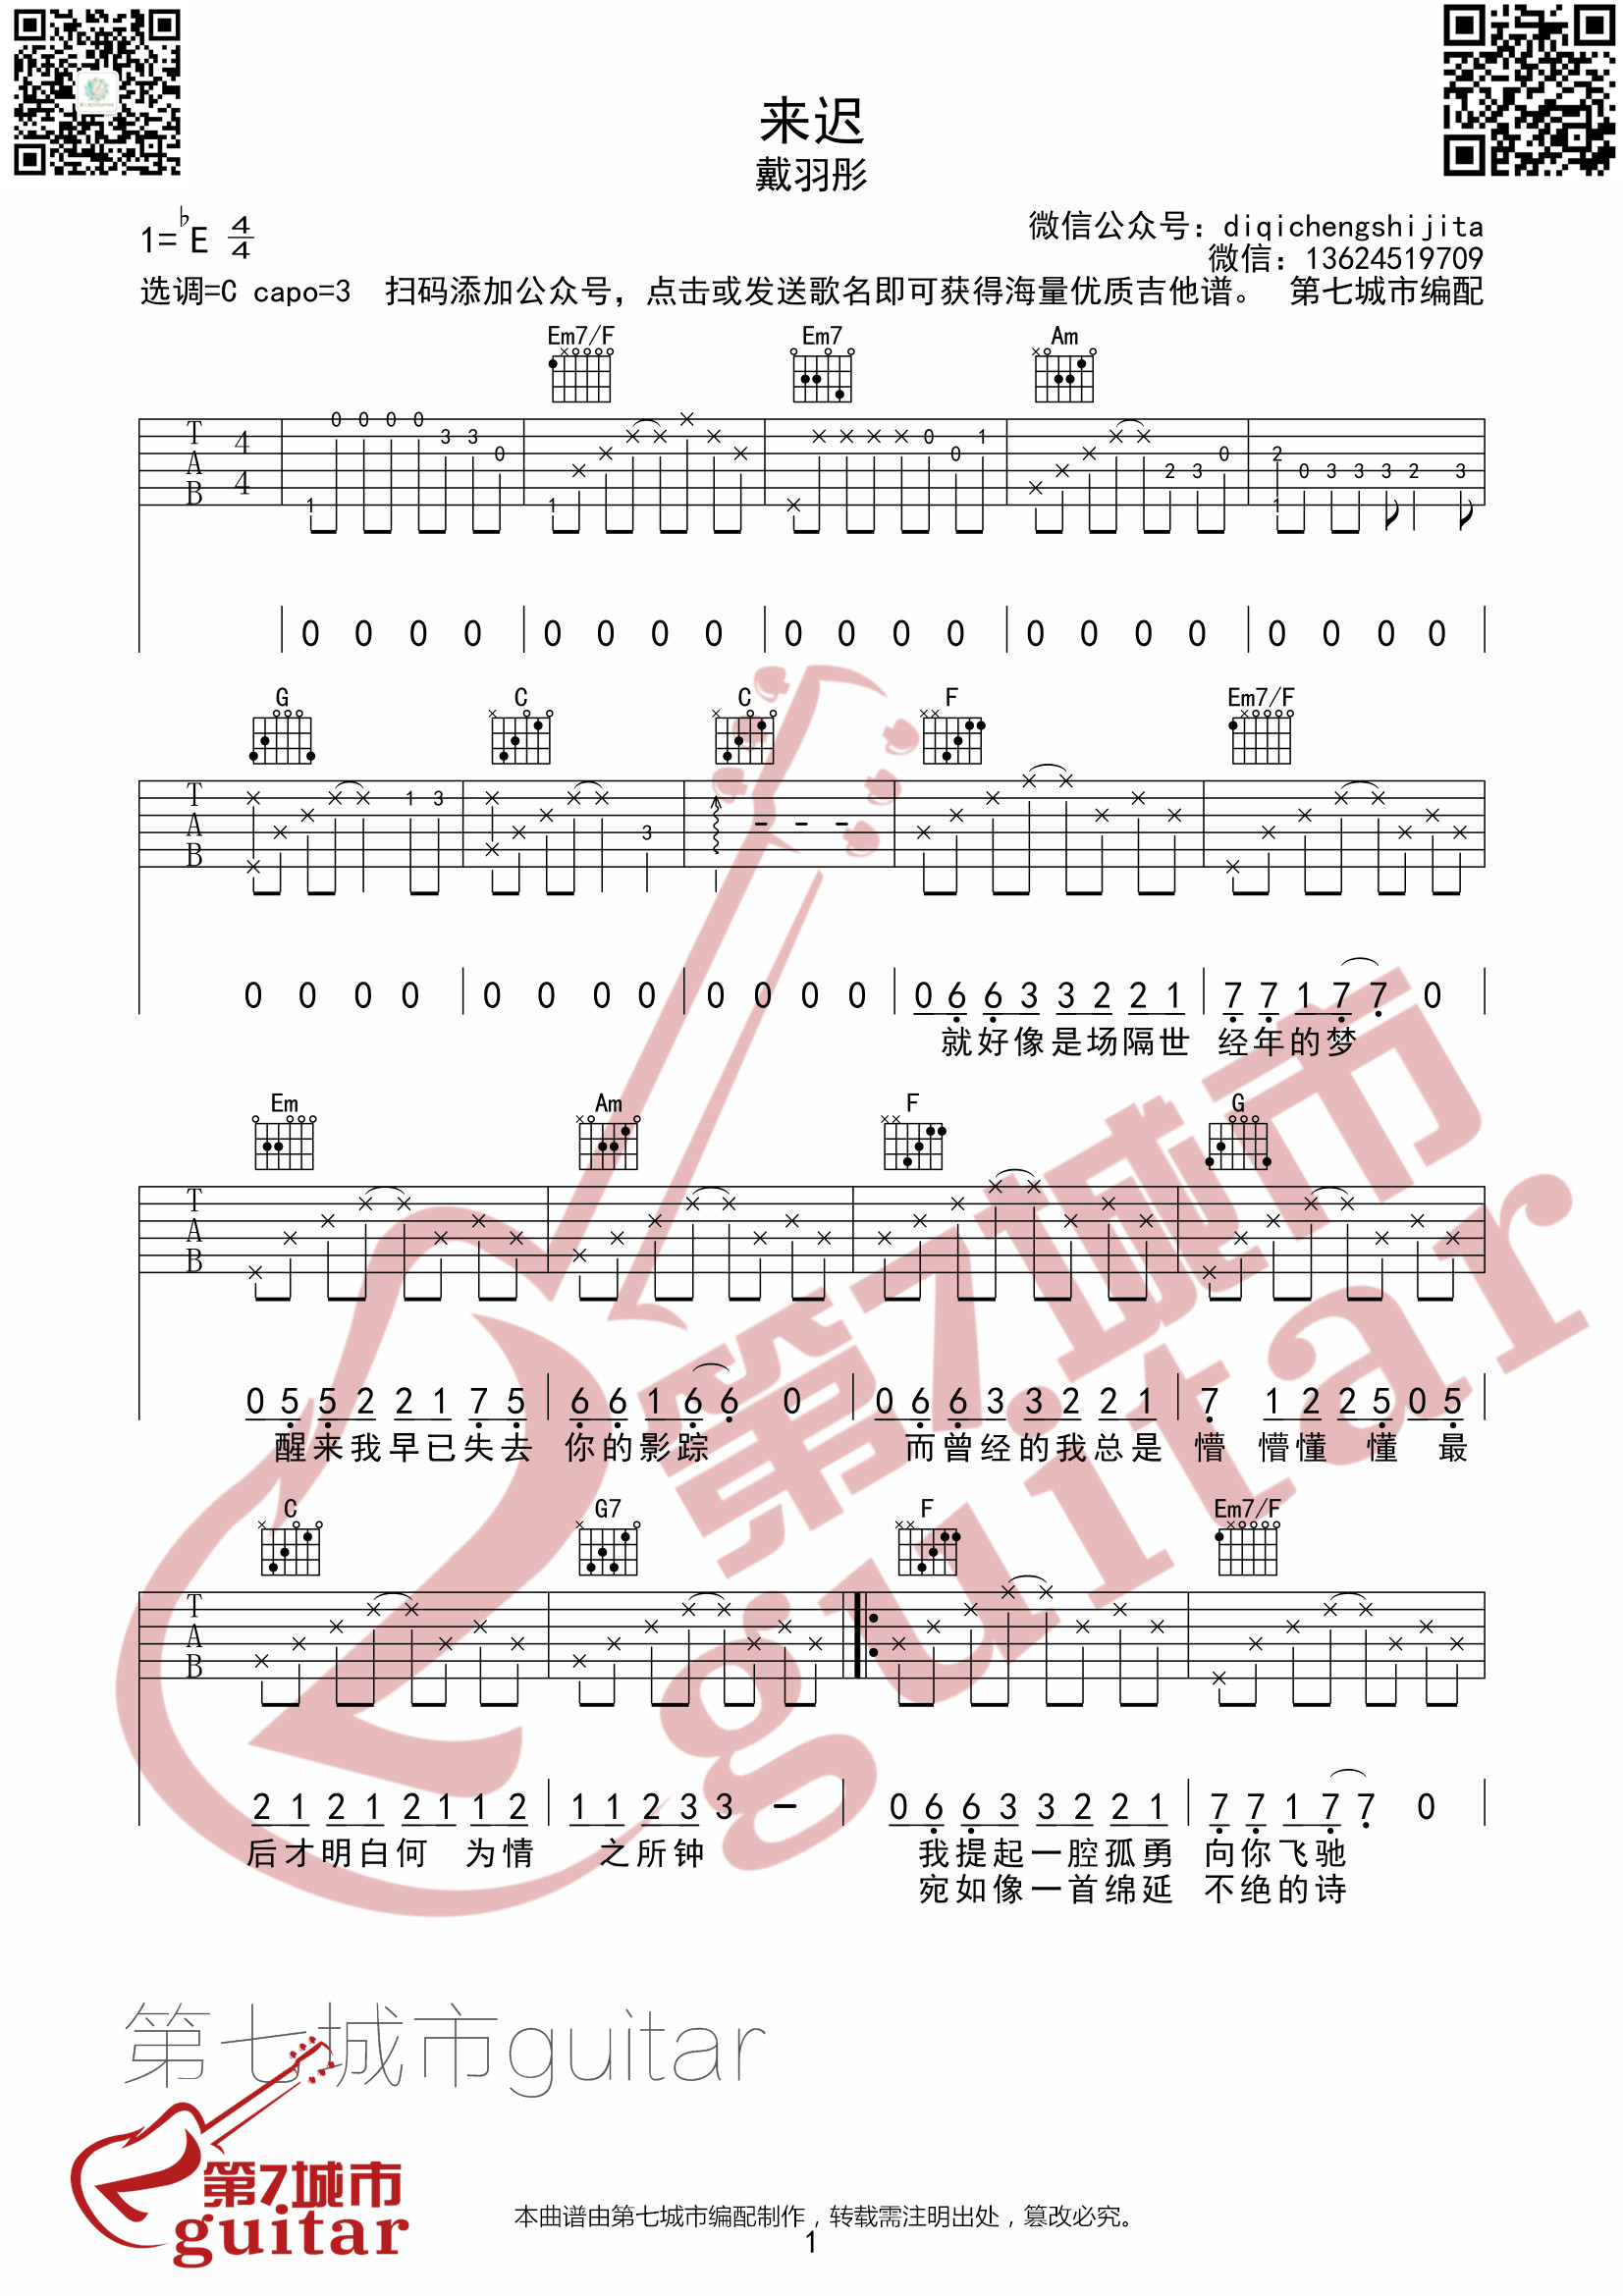 来迟
戴羽彤
1=♭E 4/4
微信公众号：diqichengshijita
微信：13624519709
选调=C capo=3 扫码添加公众号，点击或发送歌名即可获得海量优质吉他谱。 第七城市编配
Em7/F Em7 Am
T A B 4/4 1 0 0 0 0 3 3 0 1 0 0 1 2 3 0 2 1 0 3 3 3 2 3
0 0 0 0 0 0 0 0 0 0 0 0 0 0 0 0 0 0 0 0
G C C F Em7/F
T A B 1 3 3 - - -
0 0 0 0 0 0 0 0 0 0 0 0 0 6 6 3 3 2 2 1 7 7 1 7 7 0
就好像是场隔世 经年的梦
Em Am F G
T A B
0 5 5 2 2 1 7 5 6 6 1 6 6 0 0 6 6 3 3 2 2 1 7 1 2 2 5 0 5
醒来我早已失去 你的影踪 而曾经的我总是 懵 懵懂 懂 最
C G7 F Em7/F
T A B
2 1 2 1 2 1 1 2 1 1 2 3 3 - 0 6 6 3 3 2 2 1 7 7 1 7 7 0
后才明白何 为情 之所钟 我提起一腔孤勇 向你飞驰
宛如像一首绵延 不绝的诗
第7城市
guitar
第七城市guitar
第7城市
guitar
本曲谱由第七城市编配制作，转载需注明出处，篡改必究。
1